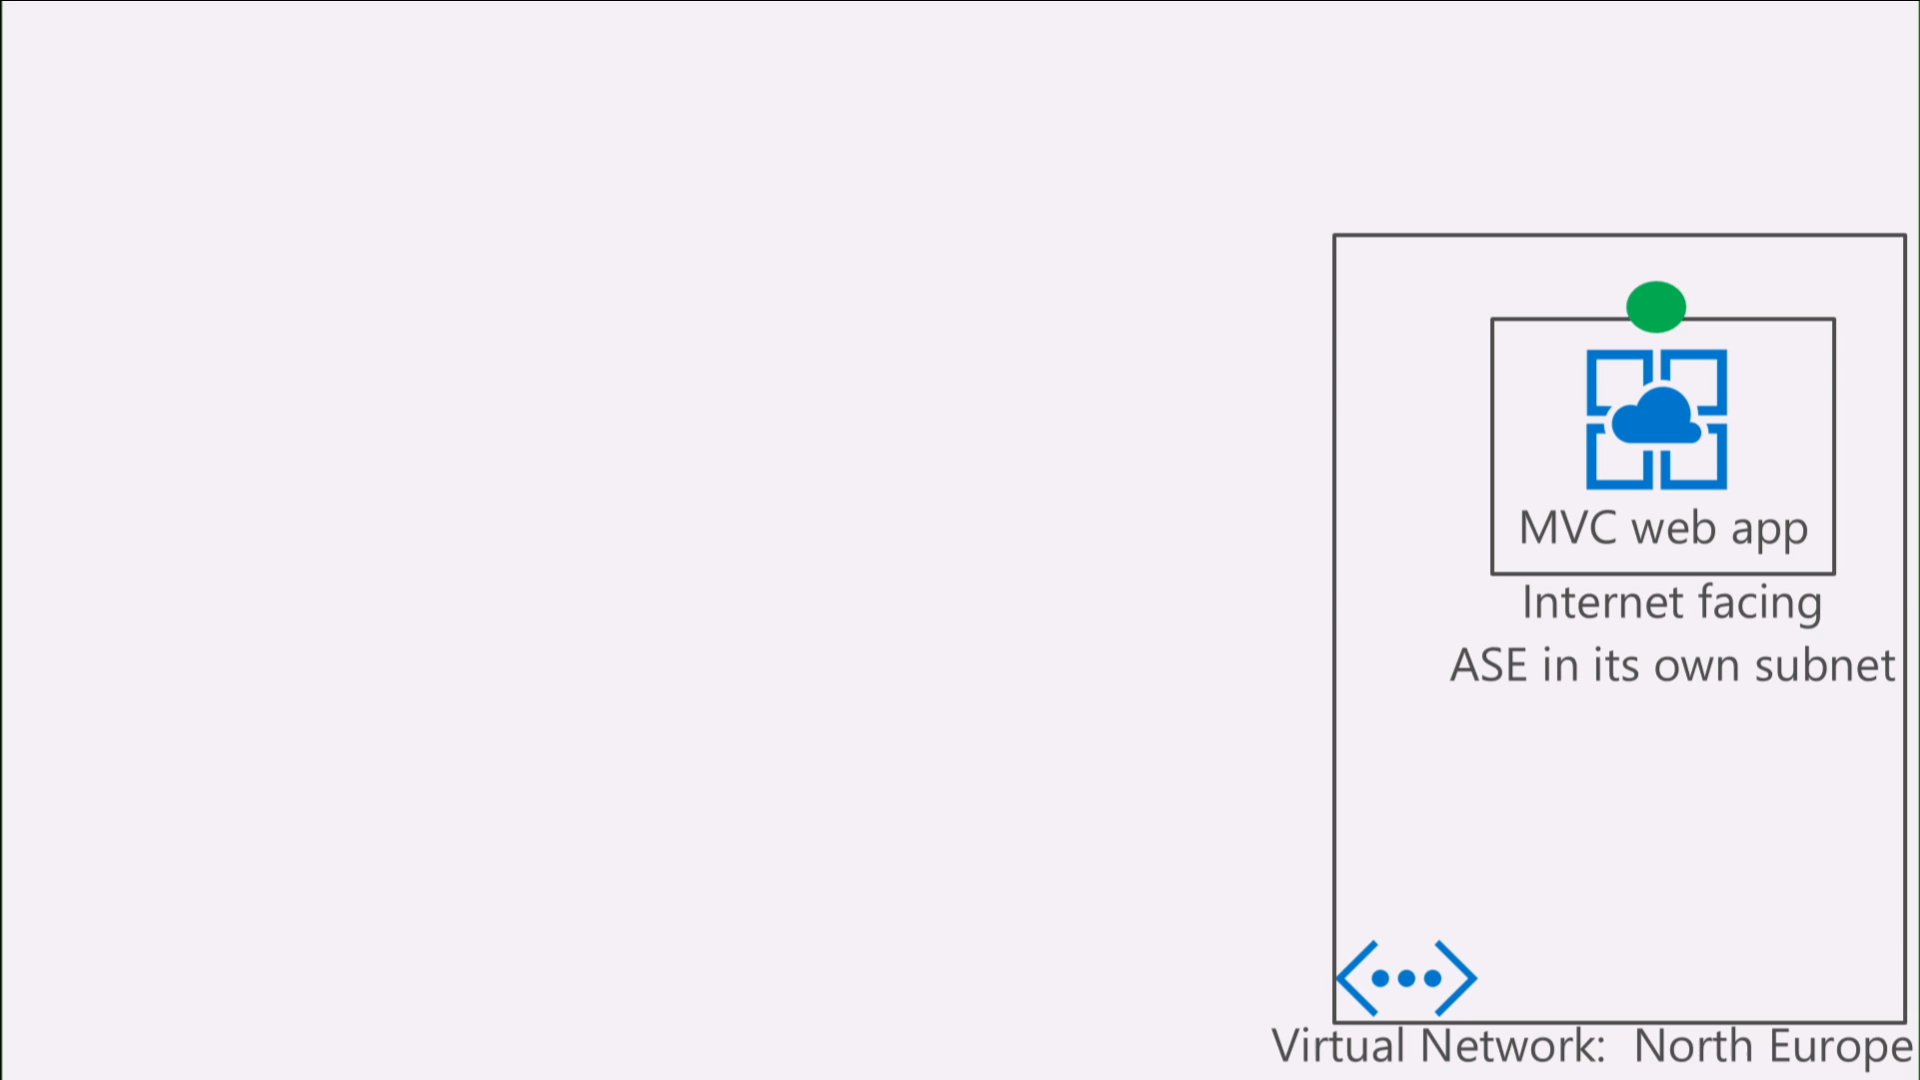 MVC web app
Internet facing
ASE in its own subnet
Virtual Network:  North Europe